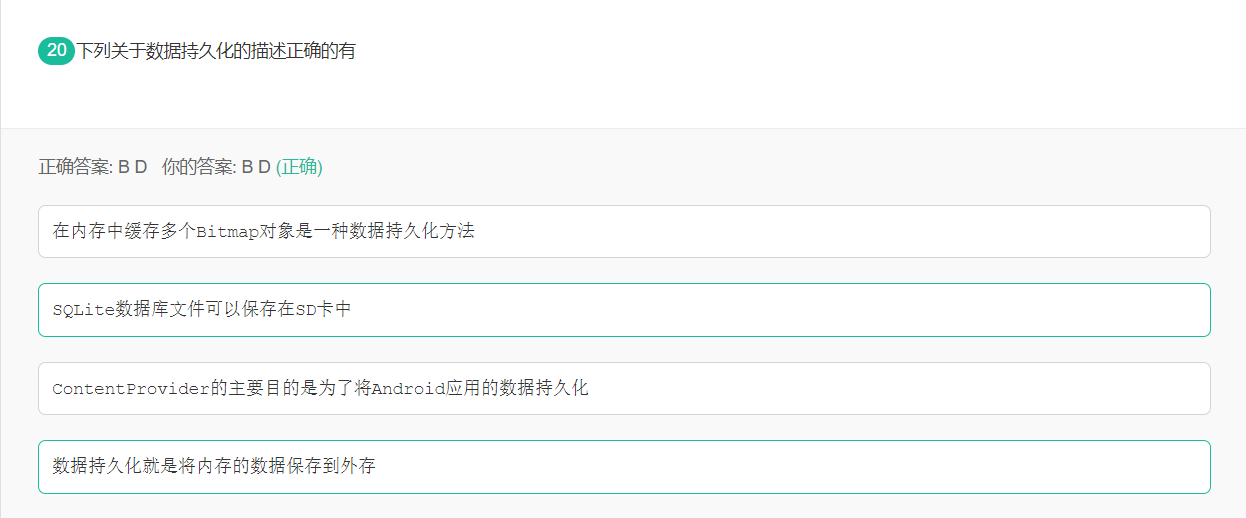 20 下列关于数据持久化的描述正确的有
正确答案: B D 你的答案: B D (正确)
在内存中缓存多个Bitmap对象是一种数据持久化方法
SQLite数据库文件可以保存在SD卡中
ContentProvider的主要目的是为了将Android应用的数据持久化
数据持久化就是将内存的数据保存到外存